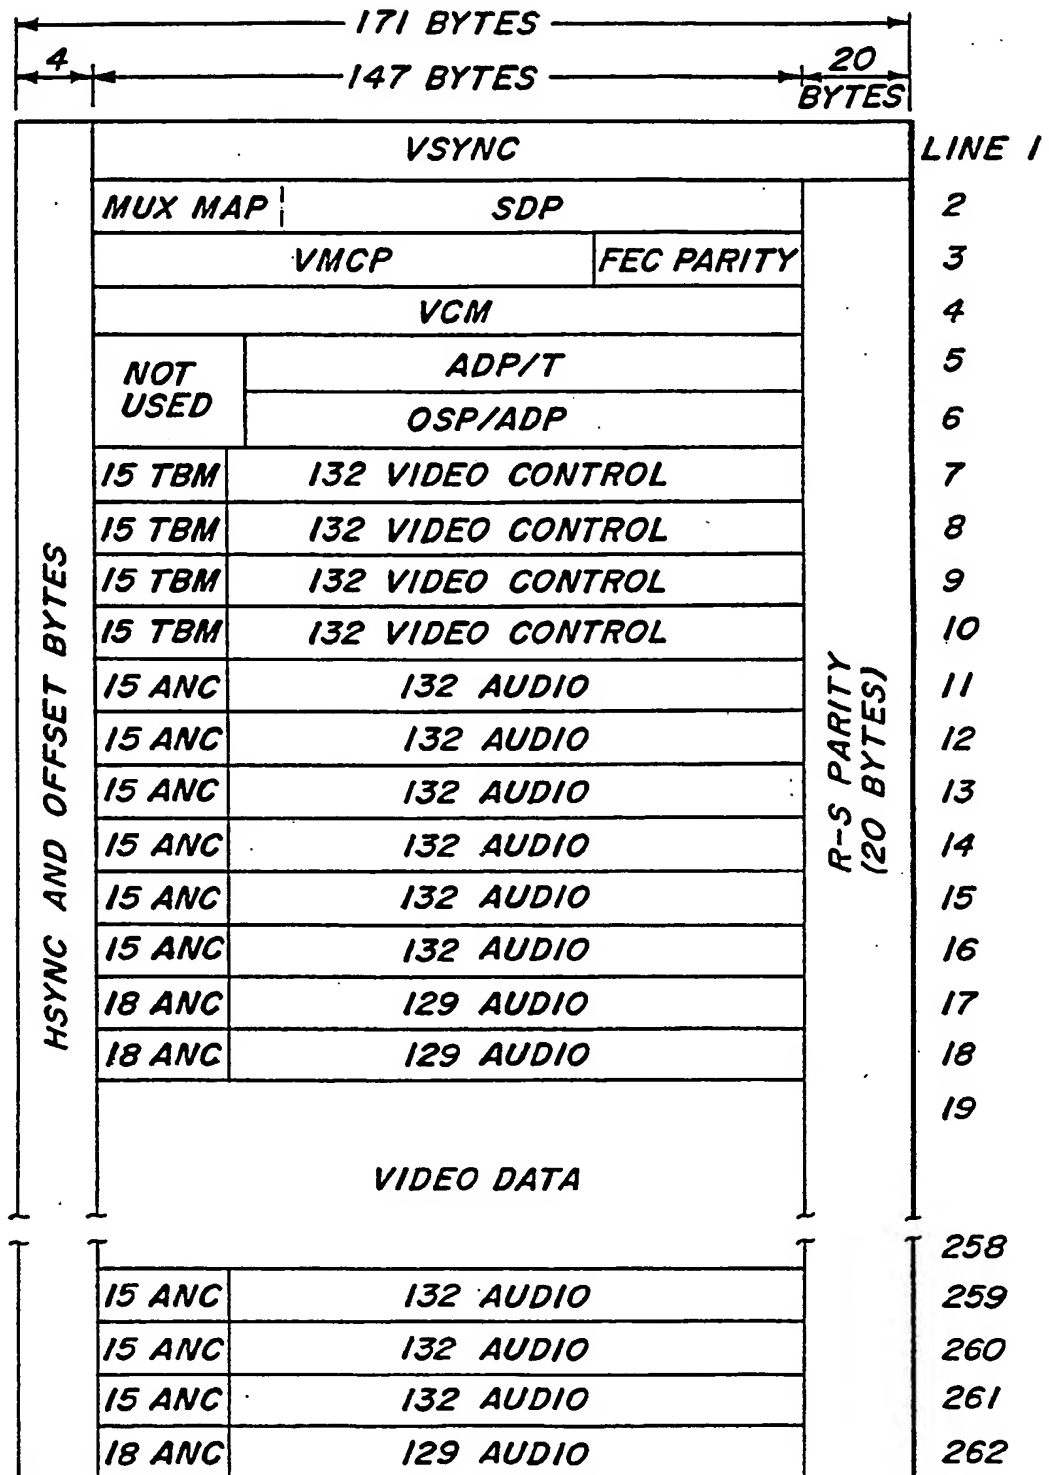 171 BYTES
4 147 BYTES 20 BYTES
VSYNC LINE 1
MUX MAP SDP 2
VMCP FEC PARITY 3
VCM 4
NOT USED
ADP/T 5
OSP/ADP 6
15 TBM 132 VIDEO CONTROL 7
15 TBM 132 VIDEO CONTROL 8
15 TBM 132 VIDEO CONTROL 9
15 TBM 132 VIDEO CONTROL 10
15 ANC 132 AUDIO 11
15 ANC 132 AUDIO 12
15 ANC 132 AUDIO 13
15 ANC 132 AUDIO 14
15 ANC 132 AUDIO 15
15 ANC 132 AUDIO 16
18 ANC 129 AUDIO 17
18 ANC 129 AUDIO 18
19
VIDEO DATA
258
15 ANC 132 AUDIO 259
15 ANC 132 AUDIO 260
15 ANC 132 AUDIO 261
18 ANC 129 AUDIO 262
HSYNC AND OFFSET BYTES
R-S PARITY
(20 BYTES)